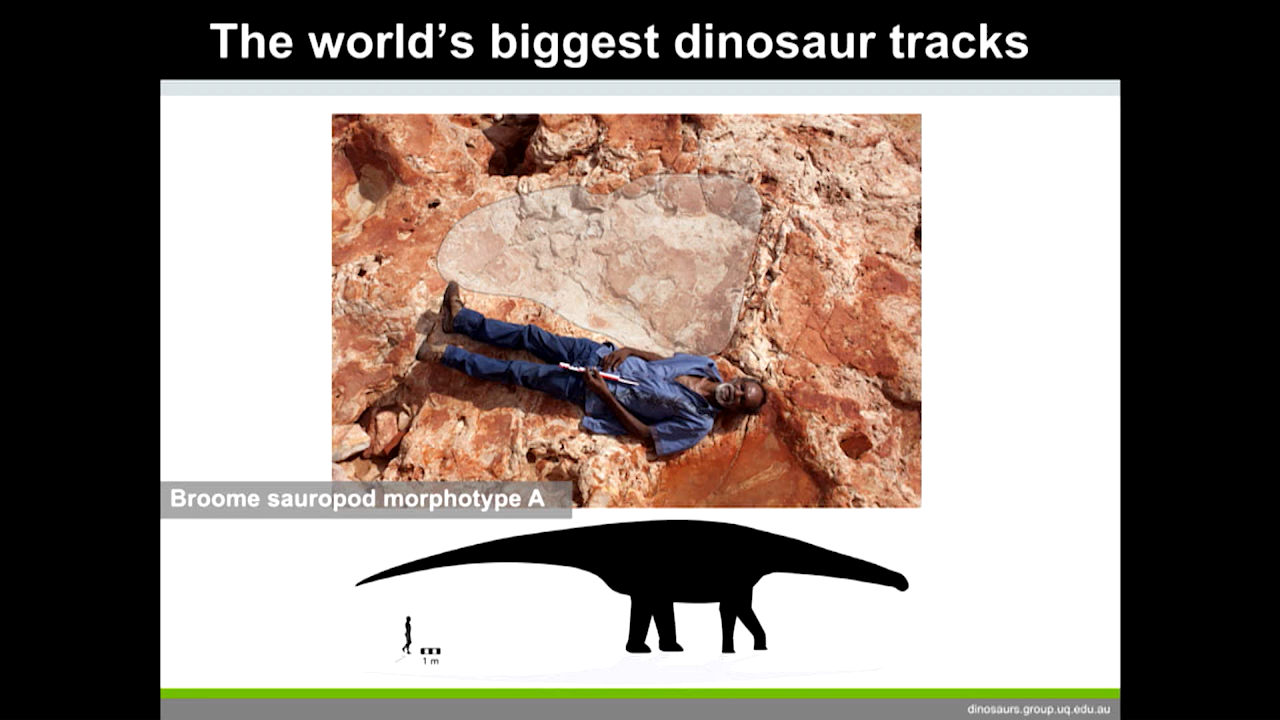 The world’s biggest dinosaur tracks
Broome sauropod morphotype A
1 m
dinosaurs.group.uq.edu.au